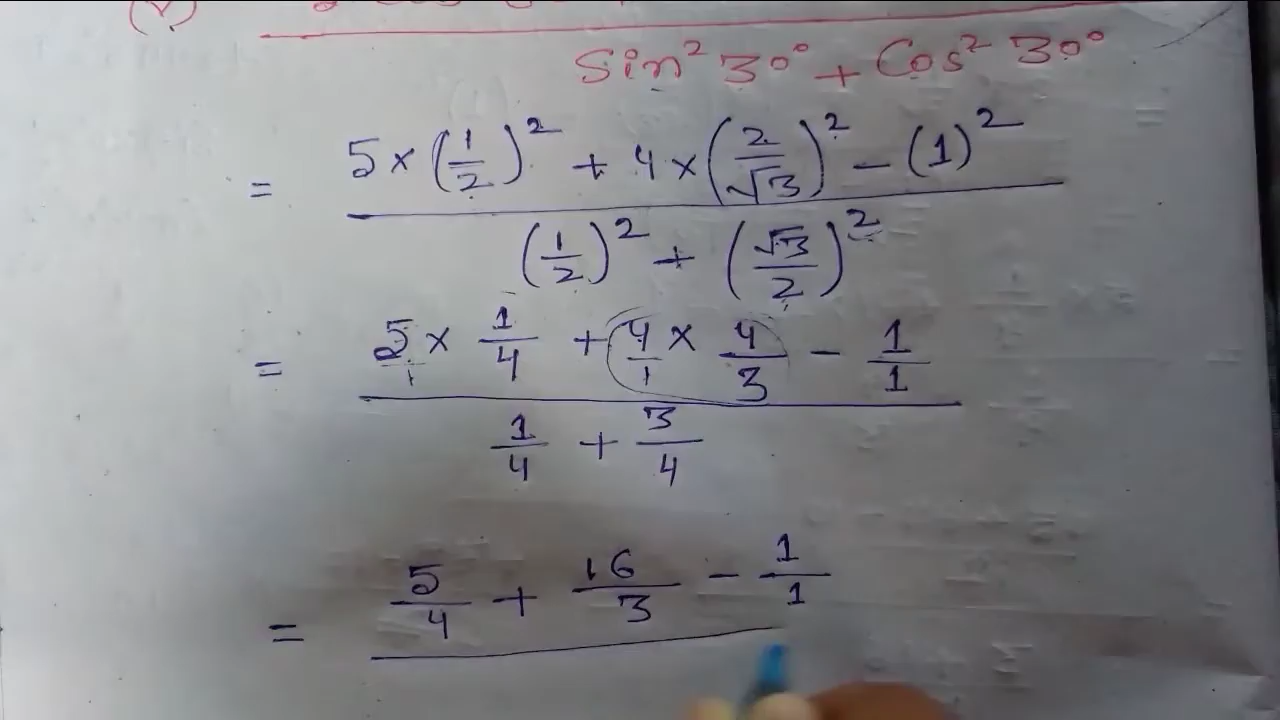 (v)
Sin² 30° + Cos² 30°
= 5 × (1/2)² + 4 × (2/√3)² − (1)²
(1/2)² + (√3/2)²
= 5/1 × 1/4 + 4/1 × 4/3 − 1/1
1/4 + 3/4
= 5/4 + 16/3 − 1/1